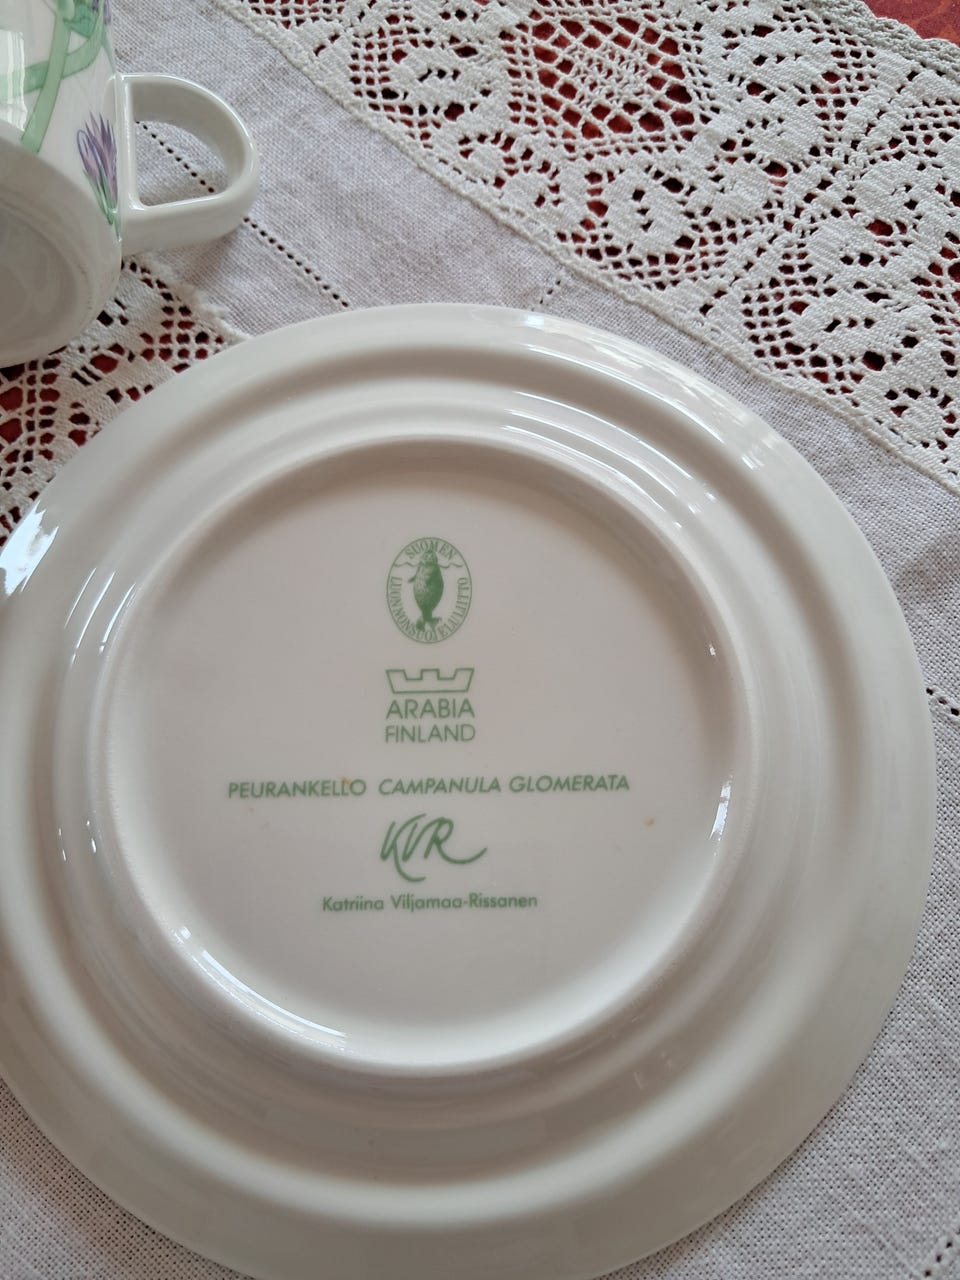 SUOMEN
LUONNONSUOJELULIITTO
ARABIA
FINLAND
PEURANKELLO CAMPANULA GLOMERATA
KVR
Katriina Viljamaa-Rissanen